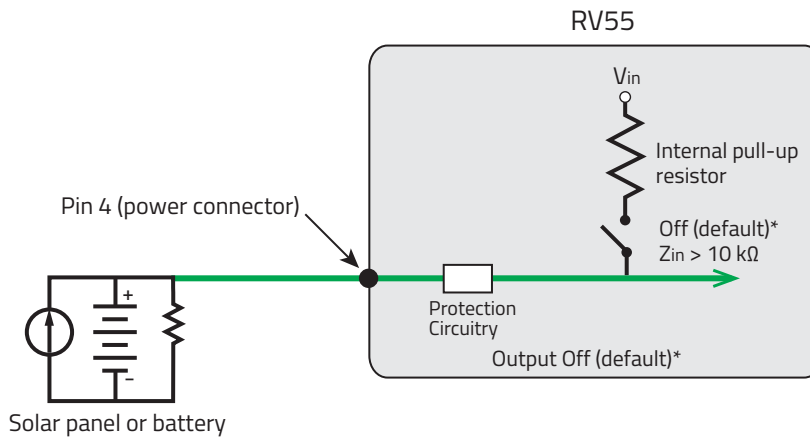 RV55
Vin
Internal pull-up
resistor
Pin 4 (power connector)
Off (default)*
Zin > 10 kΩ
+
Protection
Circuitry
–
Output Off (default)*
Solar panel or battery